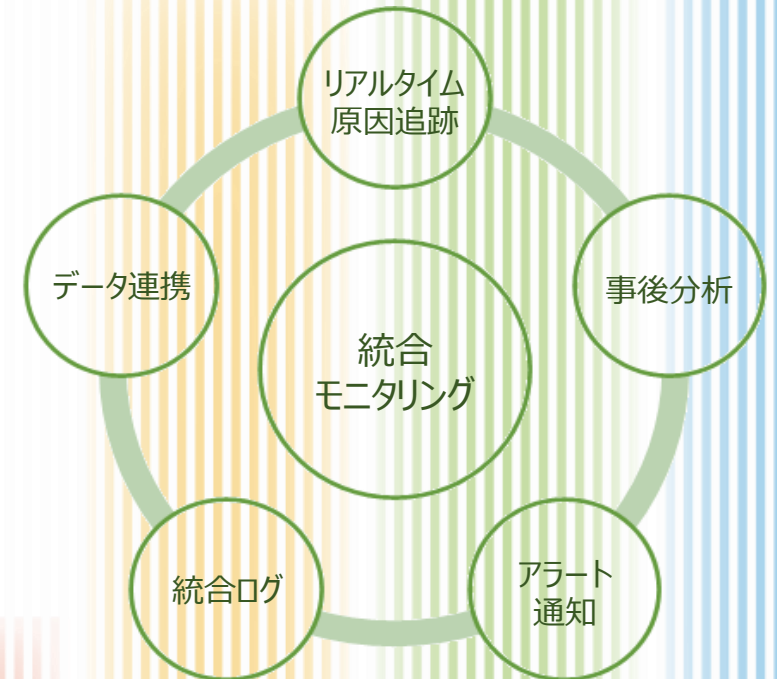 リアルタイム
原因追跡
データ連携
事後分析
統合
モニタリング
統合ログ
アラート
通知